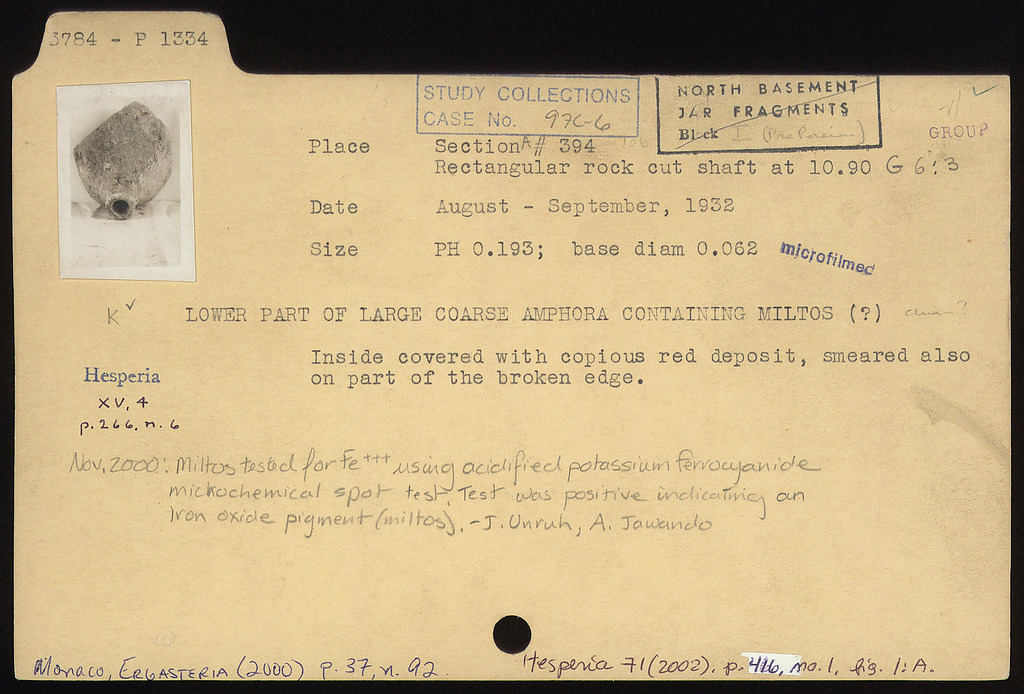 3784 - P 1334
STUDY COLLECTIONS
CASE No. 97C-6
NORTH BASEMENT
JAR FRAGMENTS
Block I
GROUP
Place Section A # 394
Rectangular rock cut shaft at 10.90 G 6:3
Date August - September, 1932
Size PH 0.193; base diam 0.062
microfilmed
K ✓ LOWER PART OF LARGE COARSE AMPHORA CONTAINING MILTOS (?)
Inside covered with copious red deposit, smeared also
on part of the broken edge.
Hesperia
XV, 4
p. 266, n. 6
Nov, 2000: Miltos tested for Fe+++ using acidified potassium ferrocyanide
mickochemical spot test. Test was positive indicating an
Iron oxide pigment (miltos). - J. Unruh, A. Jawando
Monaco, ERGASTERIA (2000) p. 37, n. 92.
Hesperia 71 (2002), p. 416, no. 1, fig. 1:A.